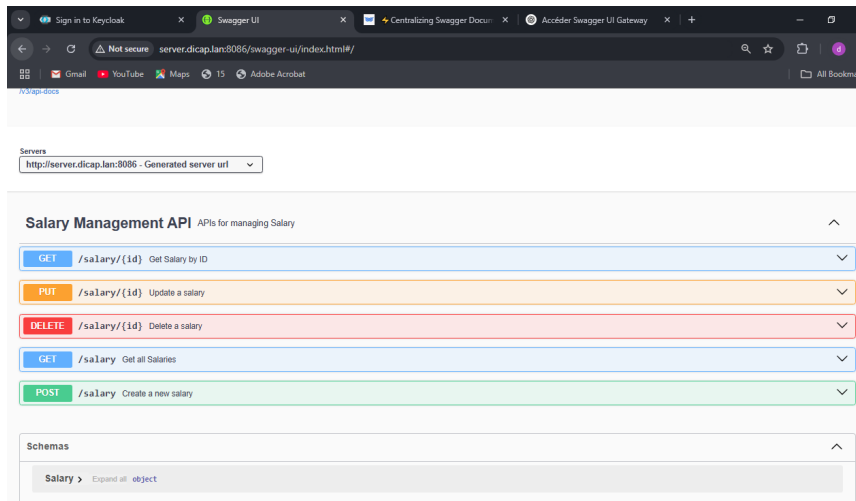 Sign in to Keycloak
Swagger UI
Centralizing Swagger Docum
Accéder Swagger UI Gateway
Not secure
server.dicap.lan:8086/swagger-ui/index.html#/
d
Gmail
YouTube
Maps
15
Adobe Acrobat
All Bookma
/v3/api-docs
Servers
http://server.dicap.lan:8086 - Generated server url
Salary Management API APIs for managing Salary
GET /salary/{id} Get Salary by ID
PUT /salary/{id} Update a salary
DELETE /salary/{id} Delete a salary
GET /salary Get all Salaries
POST /salary Create a new salary
Schemas
Salary Expand all object